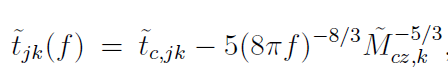 t̃_{jk}(f) = t̃_{c,jk} − 5(8πf)^{−8/3} M̃_{cz,k}^{−5/3},